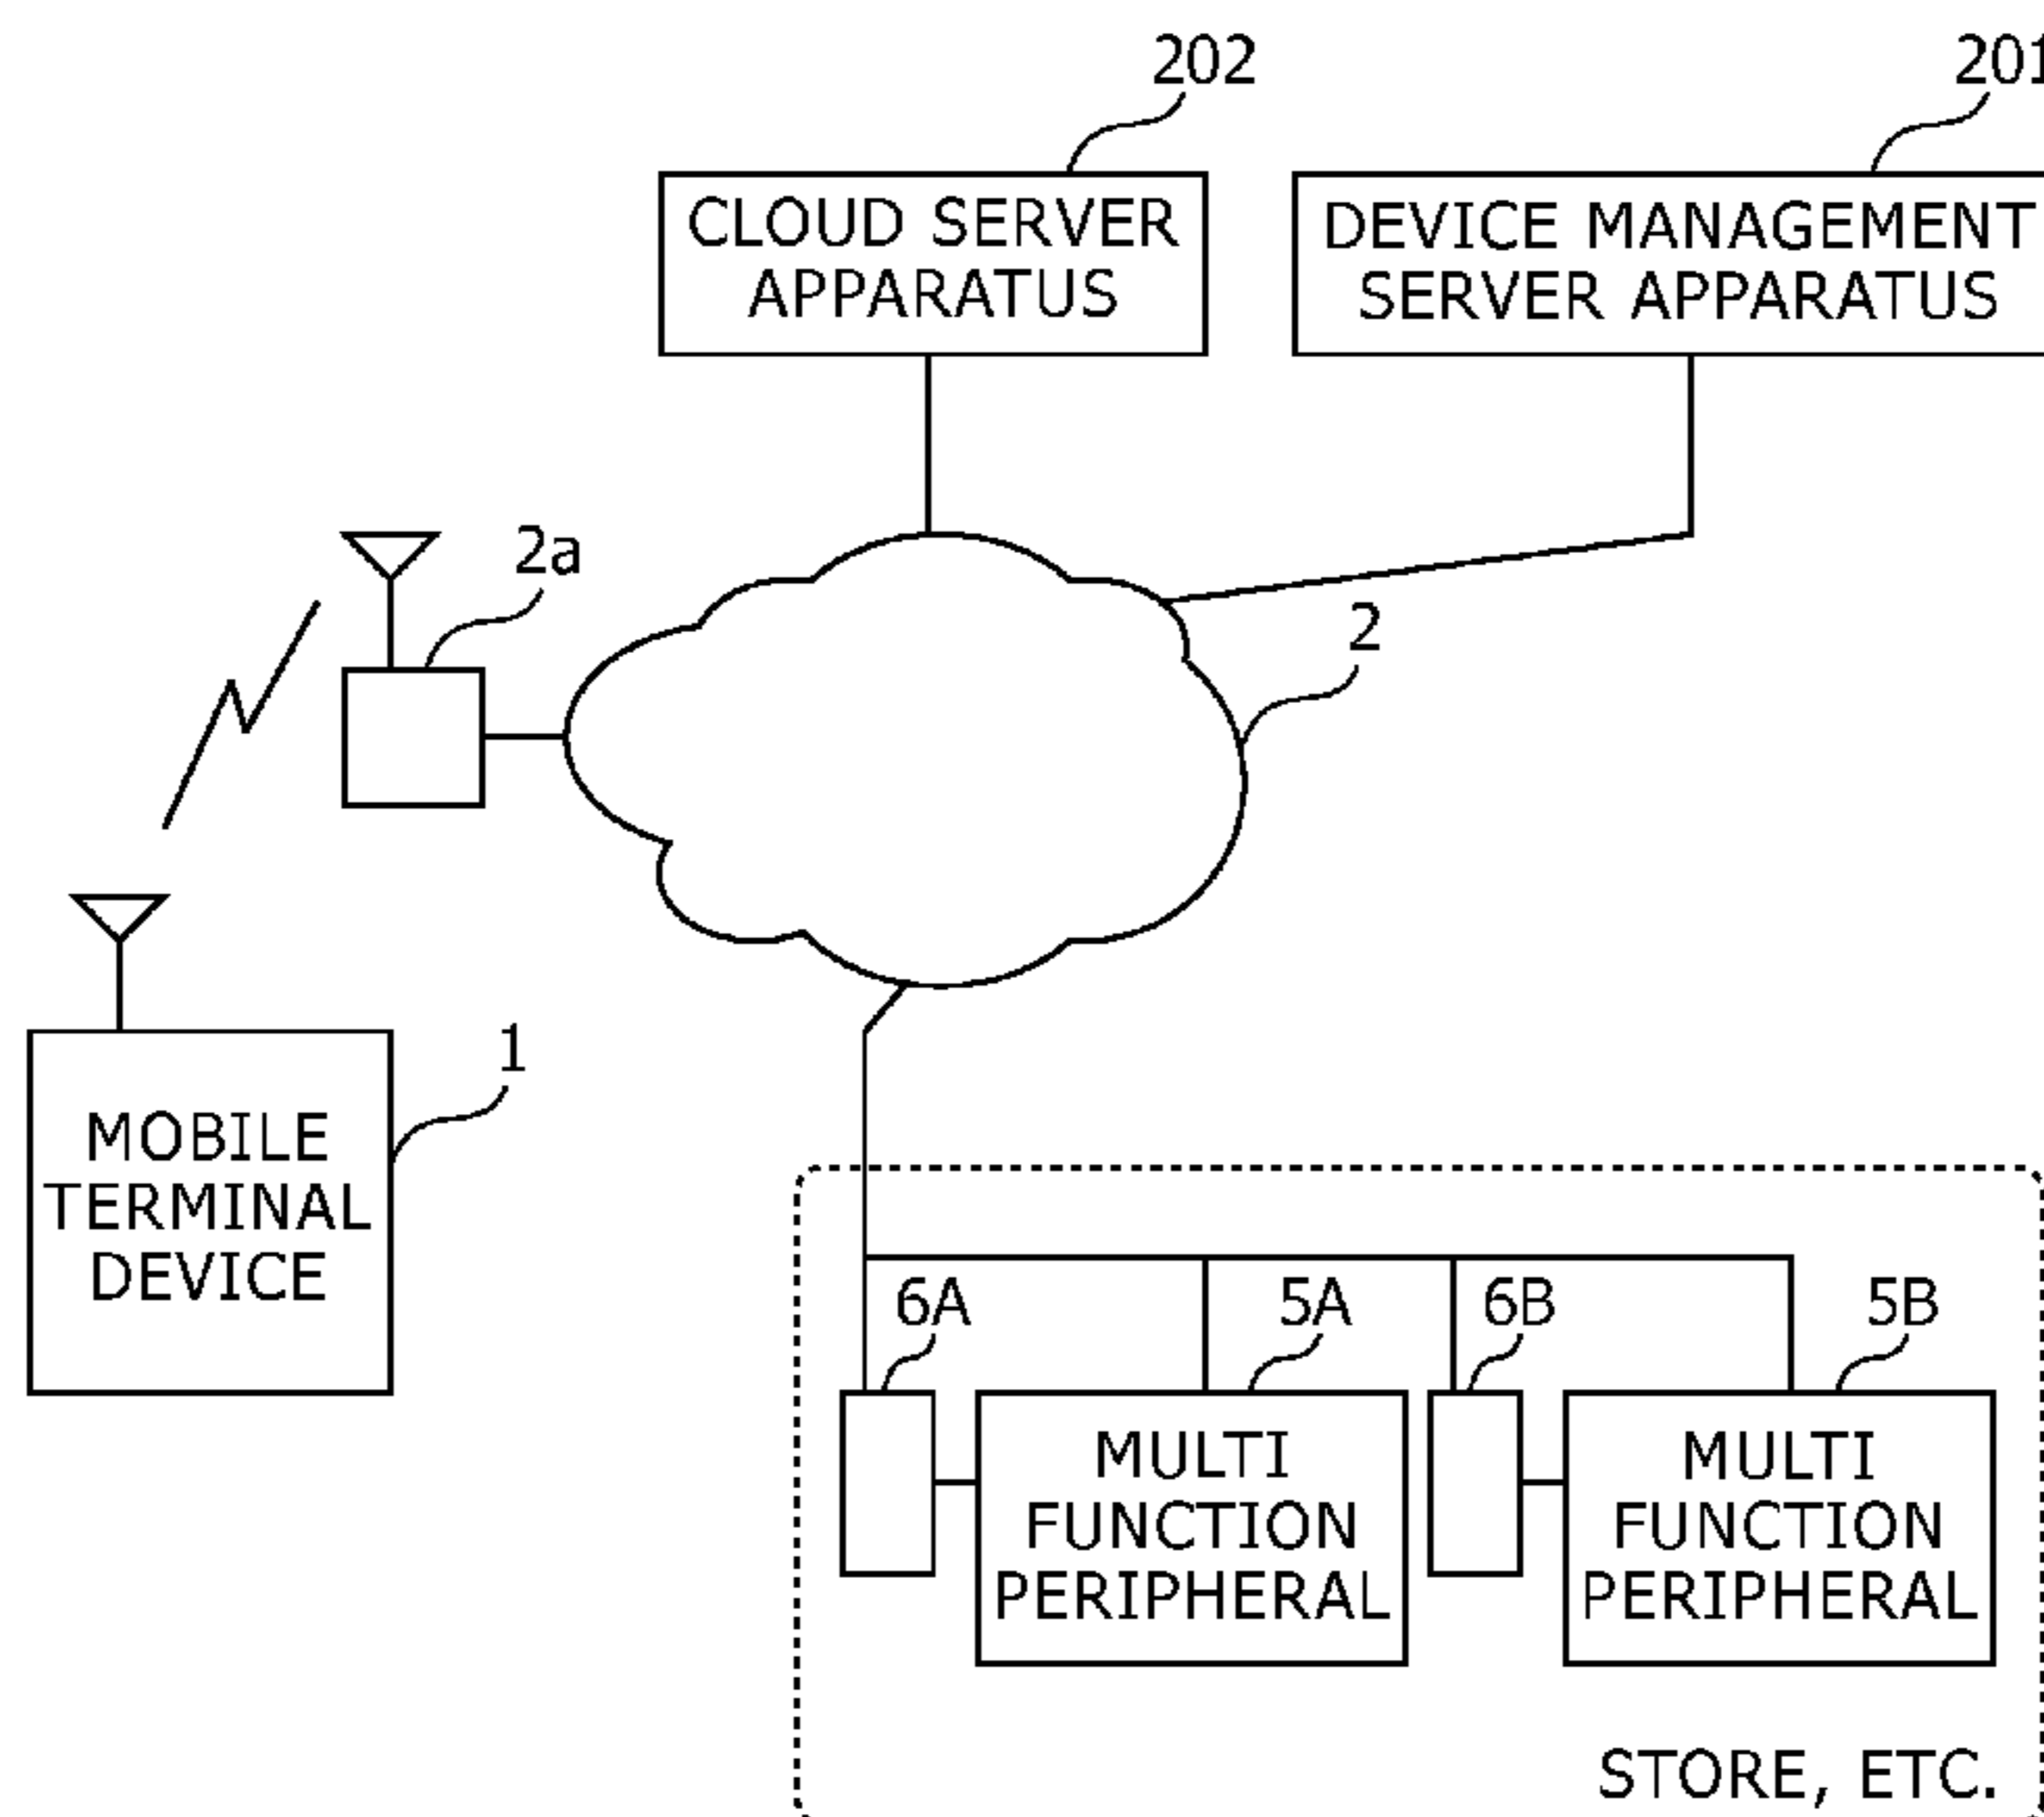 202
201
CLOUD SERVER
APPARATUS
DEVICE MANAGEMENT
SERVER APPARATUS
2a
2
1
MOBILE
TERMINAL
DEVICE
6A
5A
6B
5B
MULTI
FUNCTION
PERIPHERAL
MULTI
FUNCTION
PERIPHERAL
STORE, ETC.